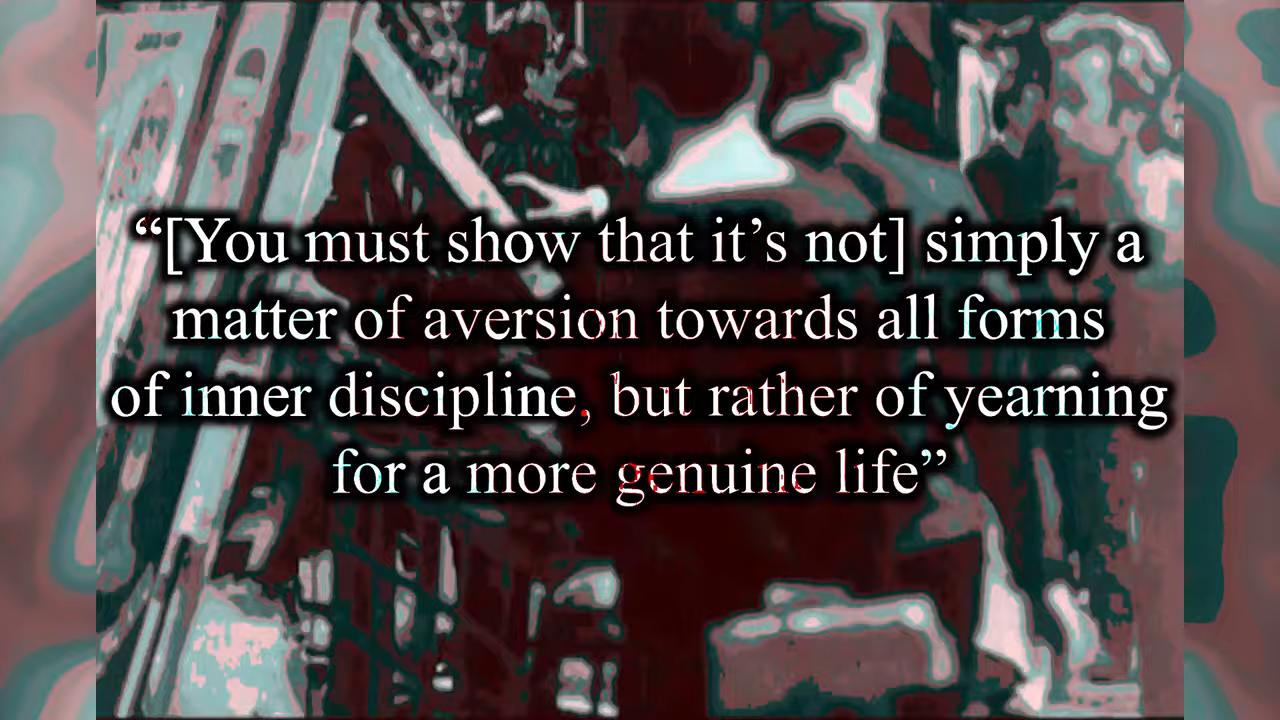 “[You must show that it’s not] simply a
matter of aversion towards all forms
of inner discipline, but rather of yearning
for a more genuine life”